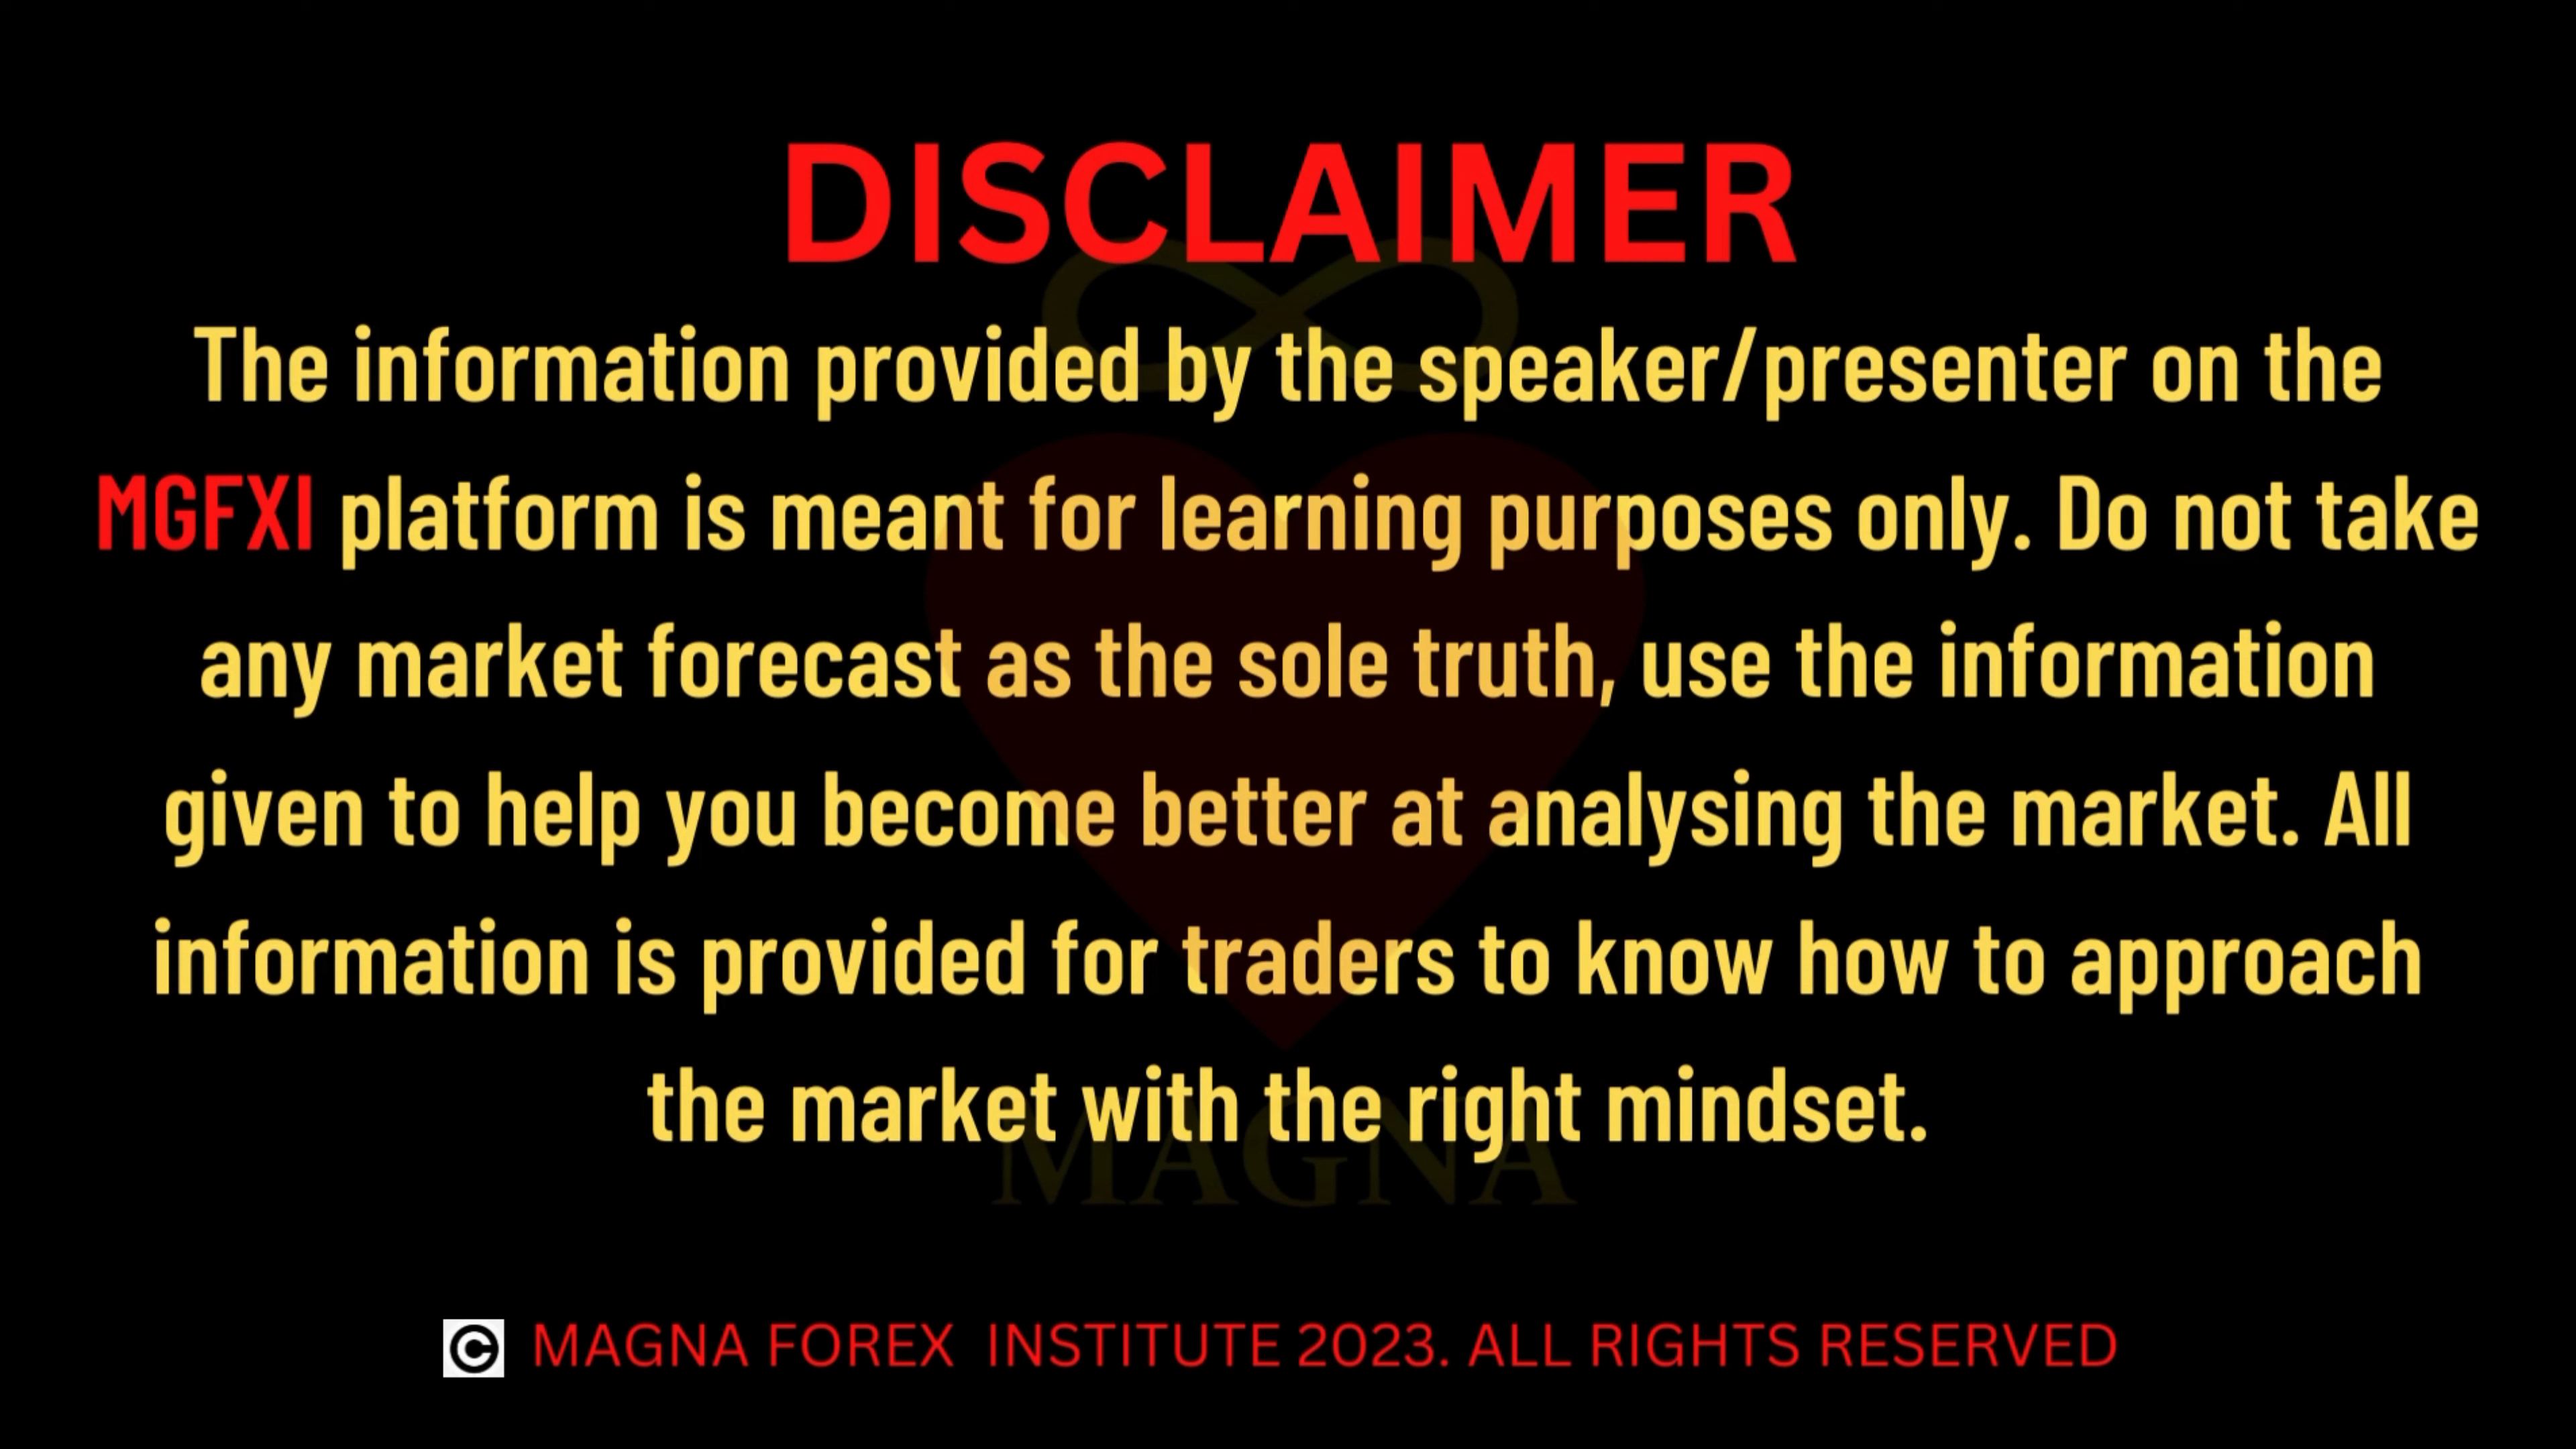 DISCLAIMER
The information provided by the speaker/presenter on the
MGFXI platform is meant for learning purposes only. Do not take
any market forecast as the sole truth, use the information
given to help you become better at analysing the market. All
information is provided for traders to know how to approach
the market with the right mindset.
MAGNA
© MAGNA FOREX INSTITUTE 2023. ALL RIGHTS RESERVED